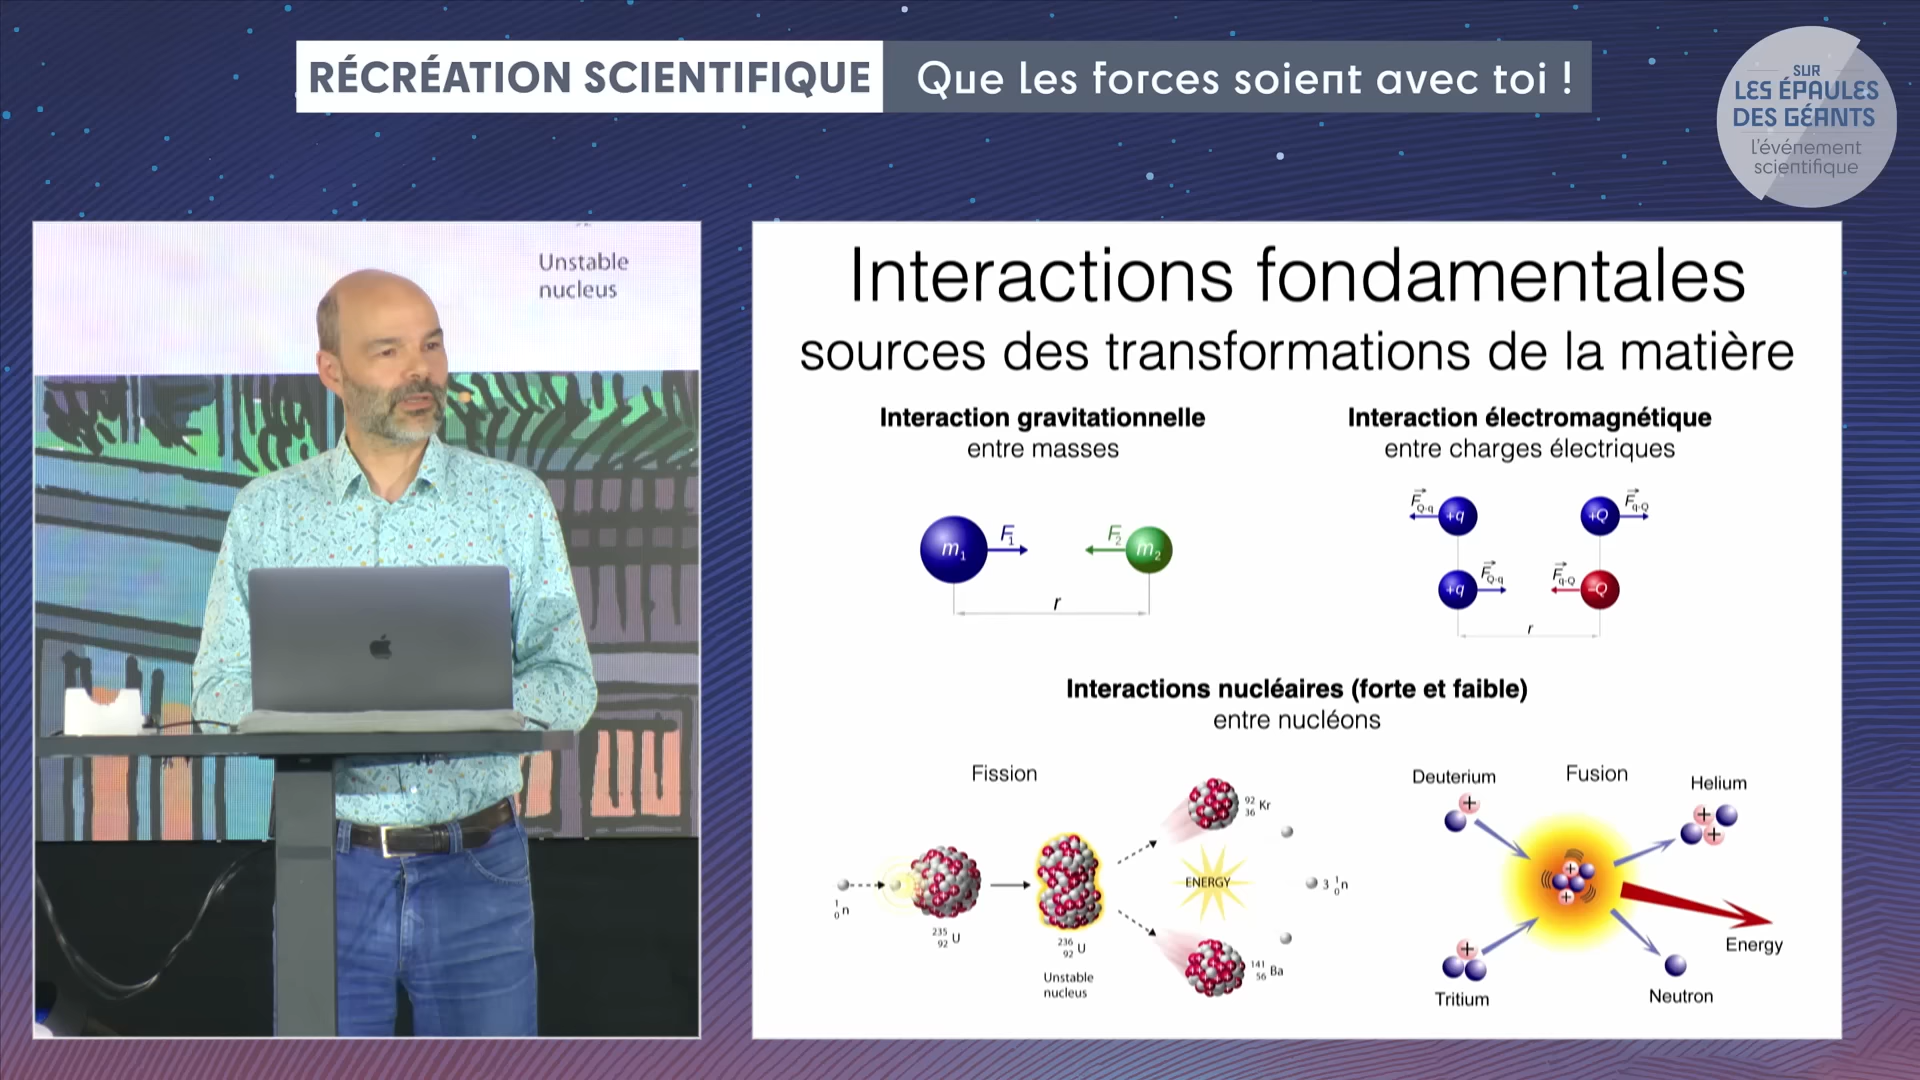 RÉCRÉATION SCIENTIFIQUE
Que les forces soient avec toi !
SUR
LES ÉPAULES
DES GÉANTS
L'événement
scientifique
Unstable
nucleus
Interactions fondamentales
sources des transformations de la matière
Interaction gravitationnelle
entre masses
m₁
F₁
F₂
m₂
r
Interaction électromagnétique
entre charges électriques
F Q-q
+q
+Q
F q-Q
+q
F Q-q
F q-Q
-Q
r
Interactions nucléaires (forte et faible)
entre nucléons
Fission
1 0 n
235 92 U
236 92 U
Unstable
nucleus
92 36 Kr
ENERGY
3 1 0 n
141 56 Ba
Fusion
Deuterium
Helium
Tritium
Neutron
Energy